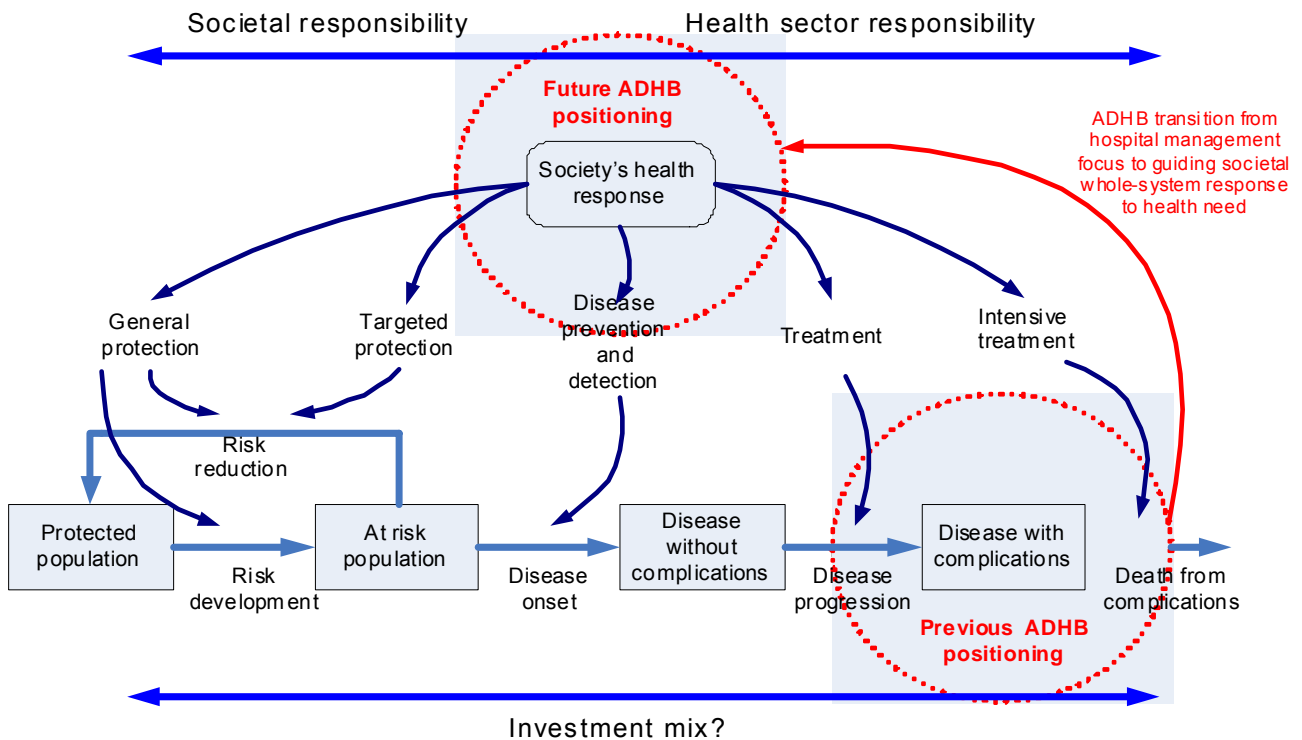 Societal responsibility
Health sector responsibility
Future ADHB
positioning
ADHB transition from
hospital management
focus to guiding societal
whole-system response
to health need
Society's health
response
General
protection
Targeted
protection
Disease
prevention
and
detection
Treatment
Intensive
treatment
Risk
reduction
Protected
population
At risk
population
Disease
without
complications
Disease with
complications
Risk
development
Disease
onset
Disease
progression
Death from
complications
Previous ADHB
positioning
Investment mix?